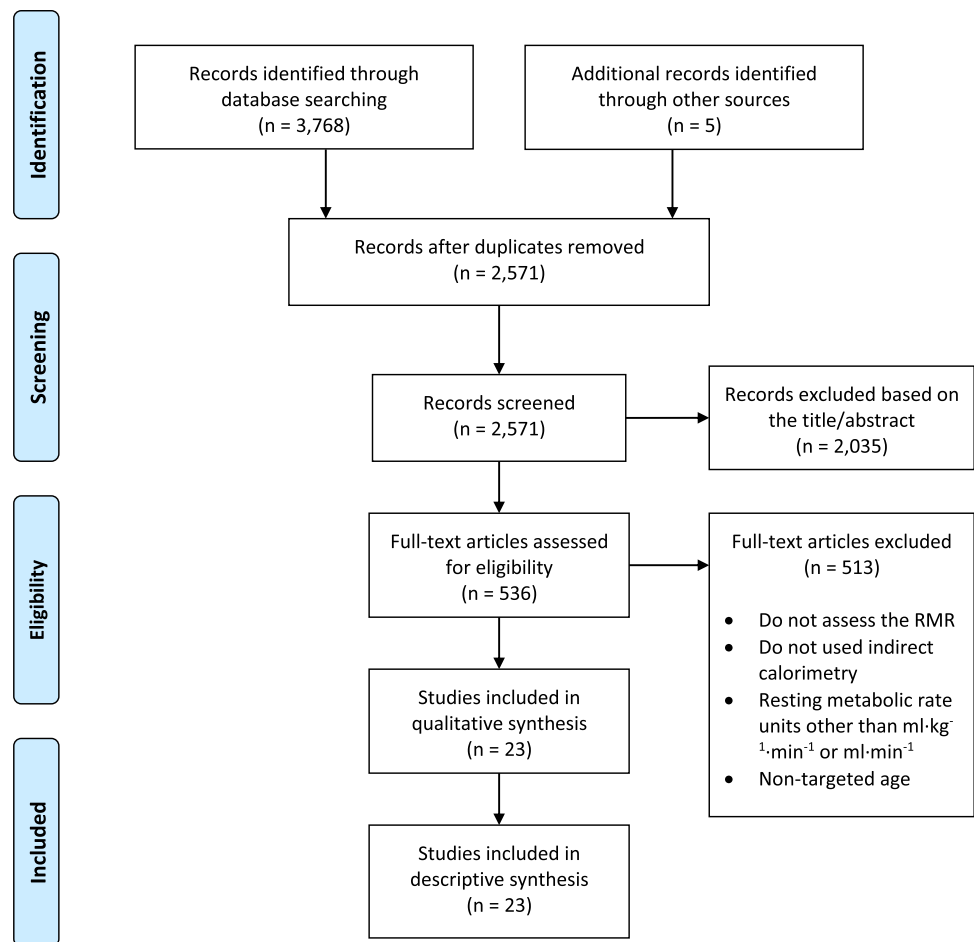 Identification
Records identified through
database searching
(n = 3,768)
Additional records identified
through other sources
(n = 5)
Records after duplicates removed
(n = 2,571)
Screening
Records screened
(n = 2,571)
Records excluded based on
the title/abstract
(n = 2,035)
Eligibility
Full-text articles assessed
for eligibility
(n = 536)
Full-text articles excluded
(n = 513)
• Do not assess the RMR
• Do not used indirect
calorimetry
• Resting metabolic rate
units other than ml·kg⁻
¹·min⁻¹ or ml·min⁻¹
• Non-targeted age
Studies included in
qualitative synthesis
(n = 23)
Included
Studies included in
descriptive synthesis
(n = 23)